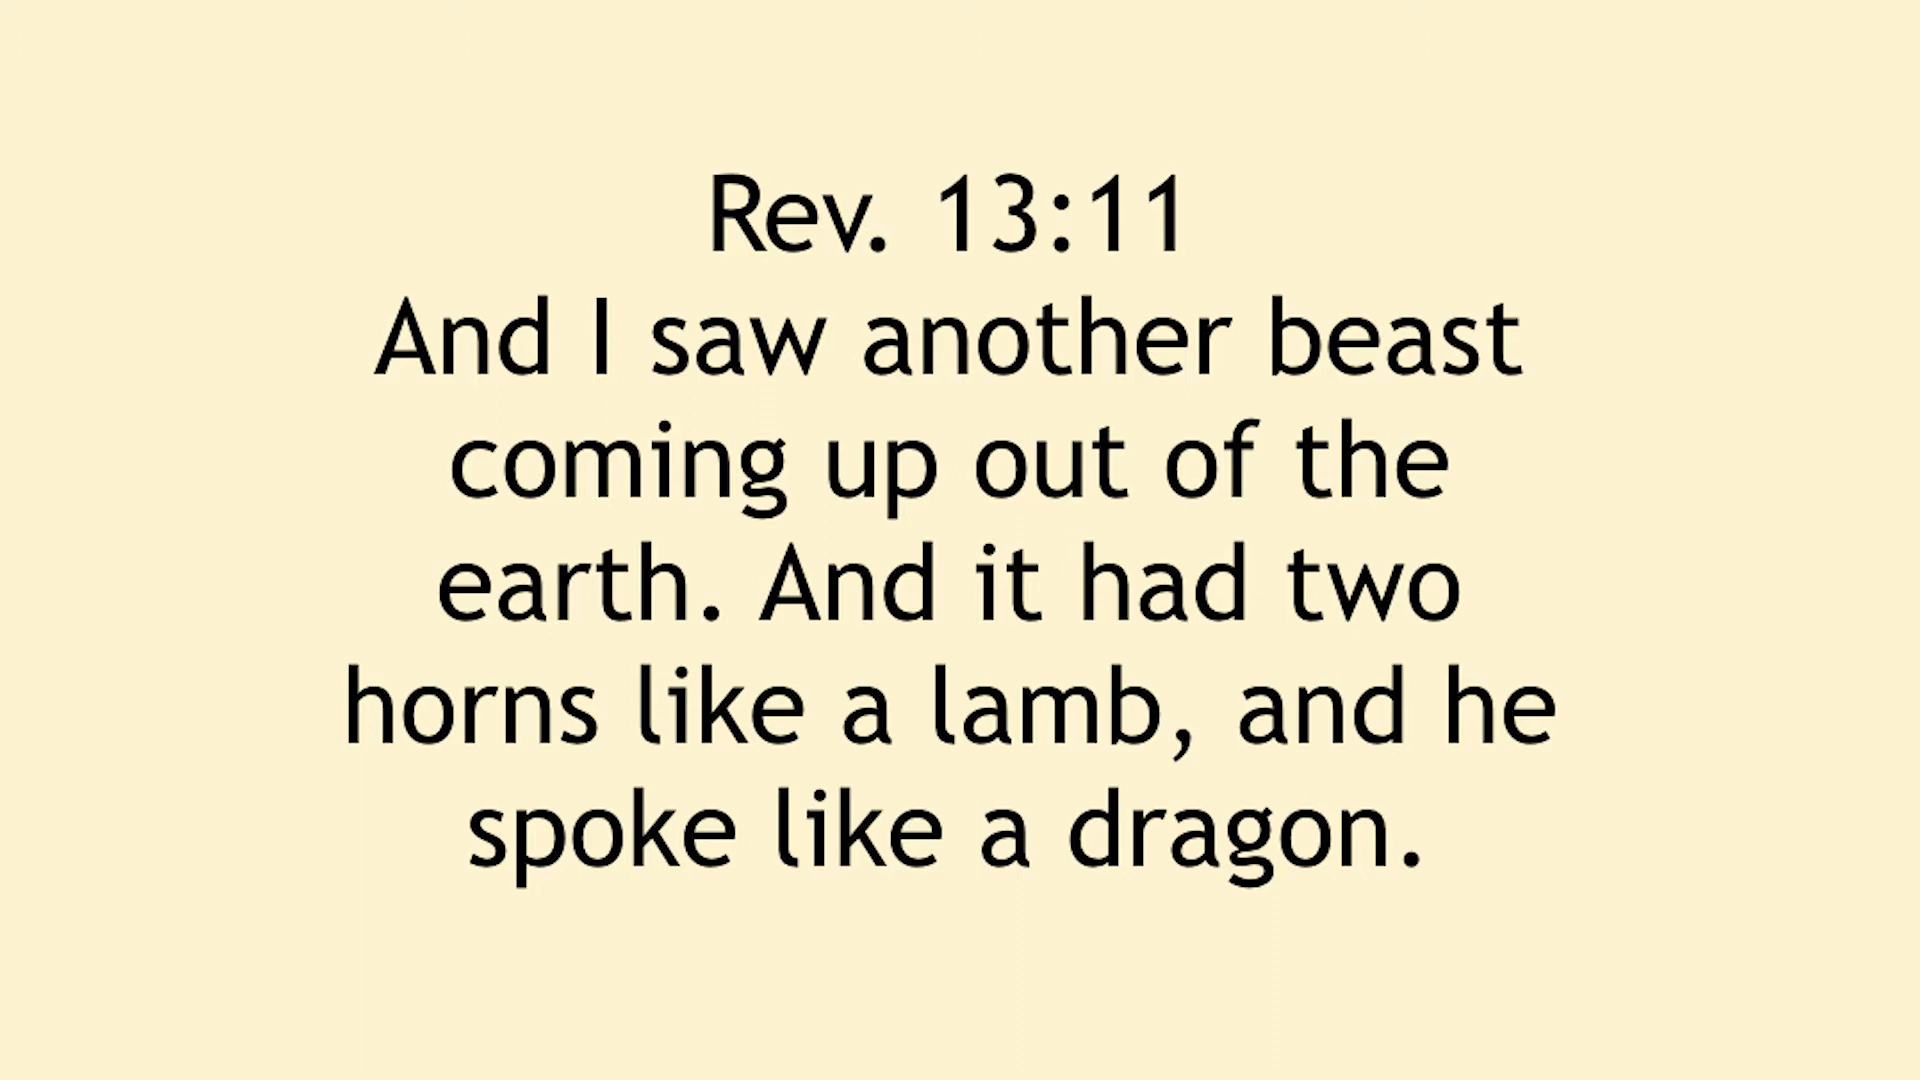 Rev. 13:11
And I saw another beast
coming up out of the
earth. And it had two
horns like a lamb, and he
spoke like a dragon.